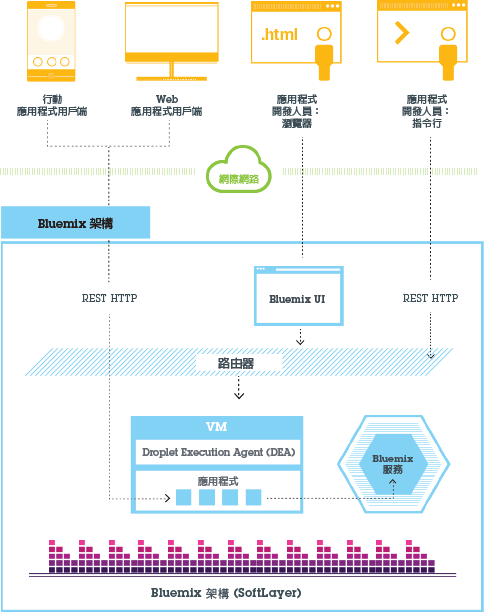 .html
行動
應用程式用戶端
Web
應用程式用戶端
應用程式
開發人員：
瀏覽器
應用程式
開發人員：
指令行
網際網路
Bluemix 架構
REST HTTP
Bluemix UI
REST HTTP
路由器
VM
Droplet Execution Agent (DEA)
應用程式
Bluemix
服務
Bluemix 架構 (SoftLayer)